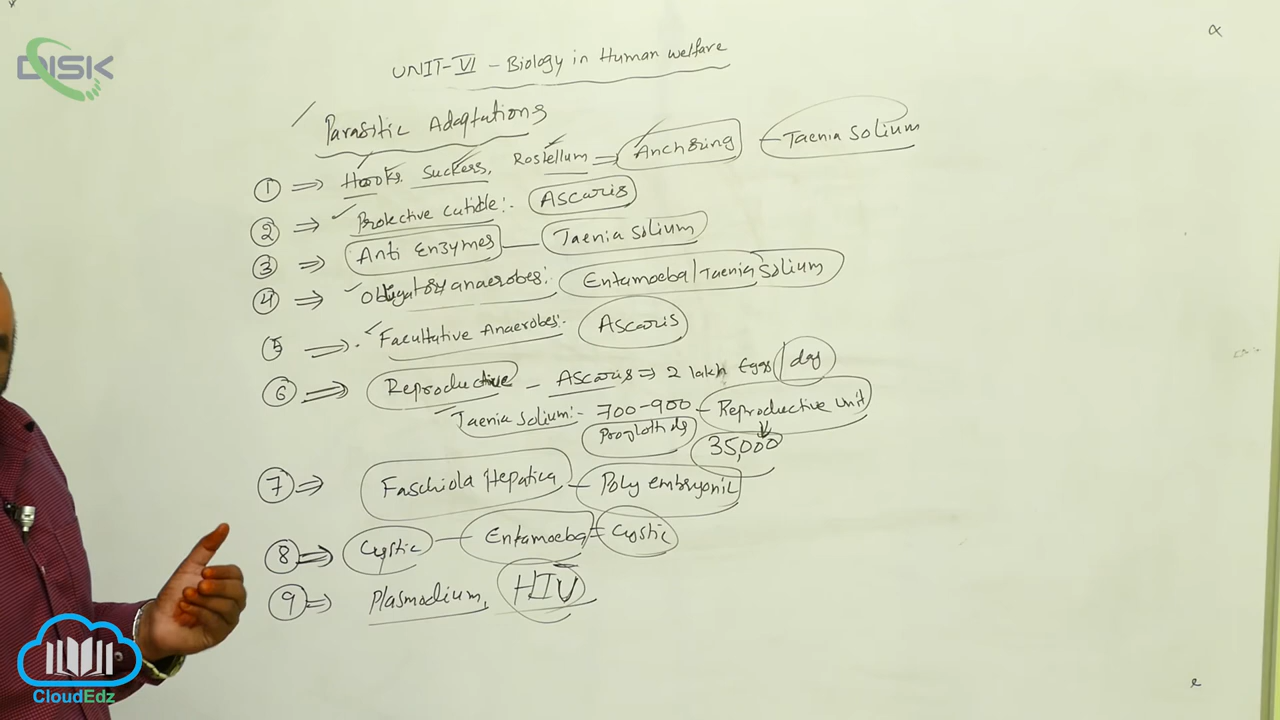 DISK
UNIT-VI - Biology in Human welfare
Parasitic Adaptations
① ⇒ Hooks, Suckers, Rostellum ⇒ Anchoring - Taenia Solium
② ⇒ Protective Cuticle:- Ascaris
③ ⇒ Anti Enzymes - Taenia Solium
④ ⇒ Obligatory anaerobes:- Entamoeba/Taenia Solium
⑤ ⇒ Facultative Anaerobes:- Ascaris
⑥ ⇒ Reproductive - Ascaris ⇒ 2 lakh Eggs/day
Taenia Solium:- 700-900 - Reproductive unit
Proglottids 35,000
⑦ ⇒ Faschiola Hepatica - Poly embryonic
⑧ ⇒ Cystic - Entamoeba = Cystic
⑨ ⇒ Plasmodium, HIV
CloudEdz